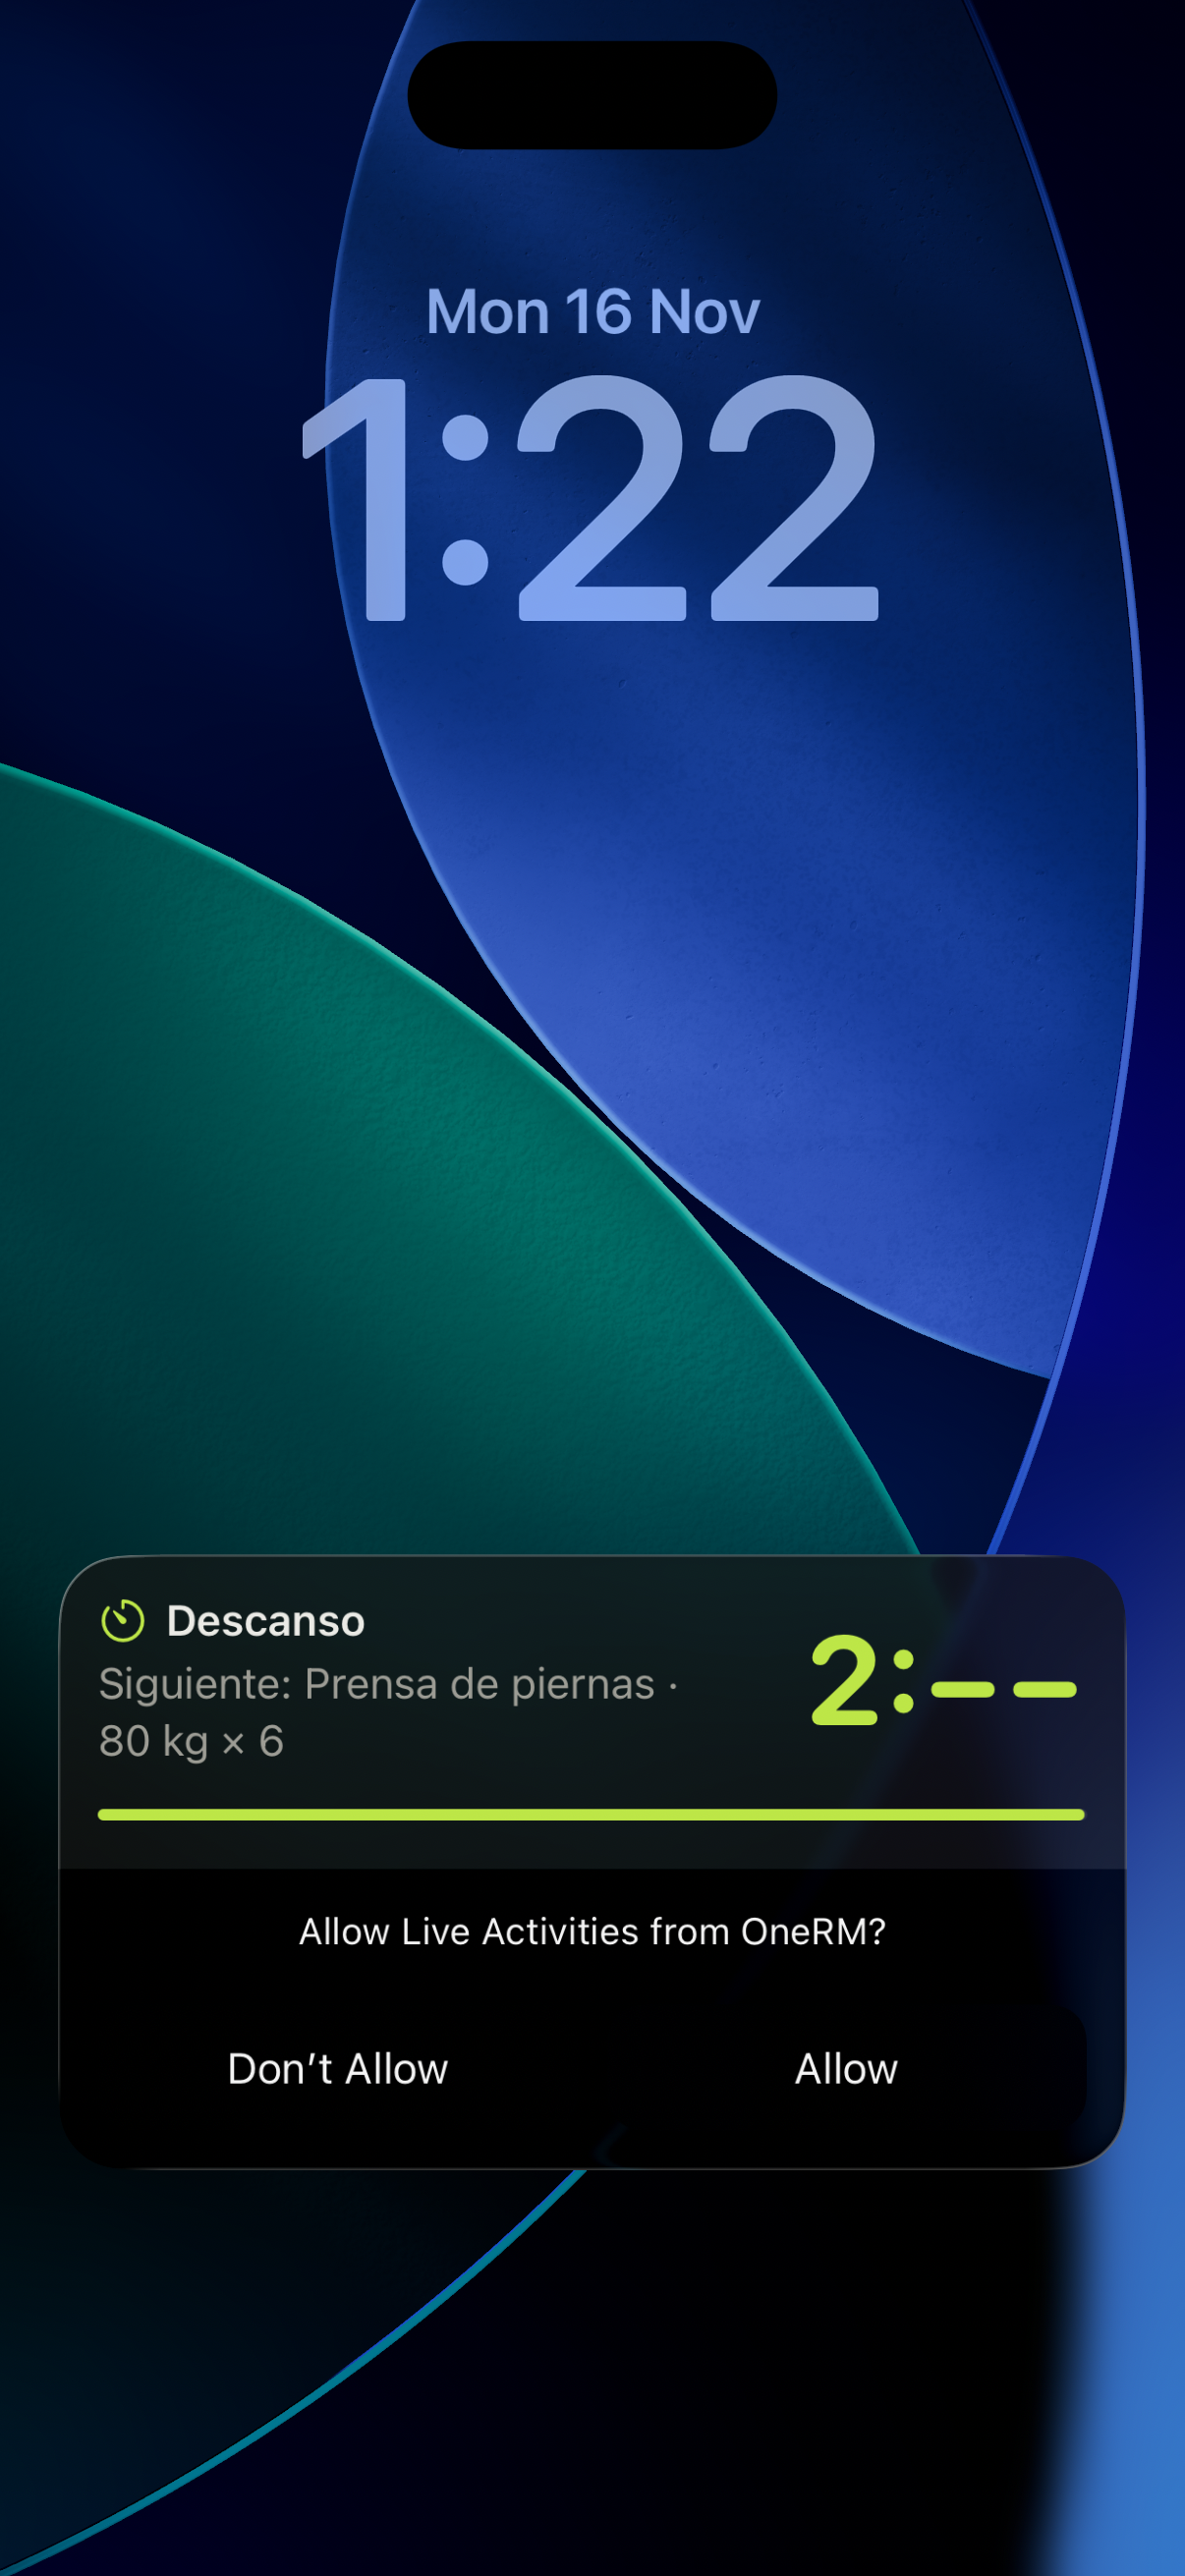 Mon 16 Nov
1:22
Descanso
Siguiente: Prensa de piernas ·
80 kg × 6
2:––
Allow Live Activities from OneRM?
Don’t Allow
Allow